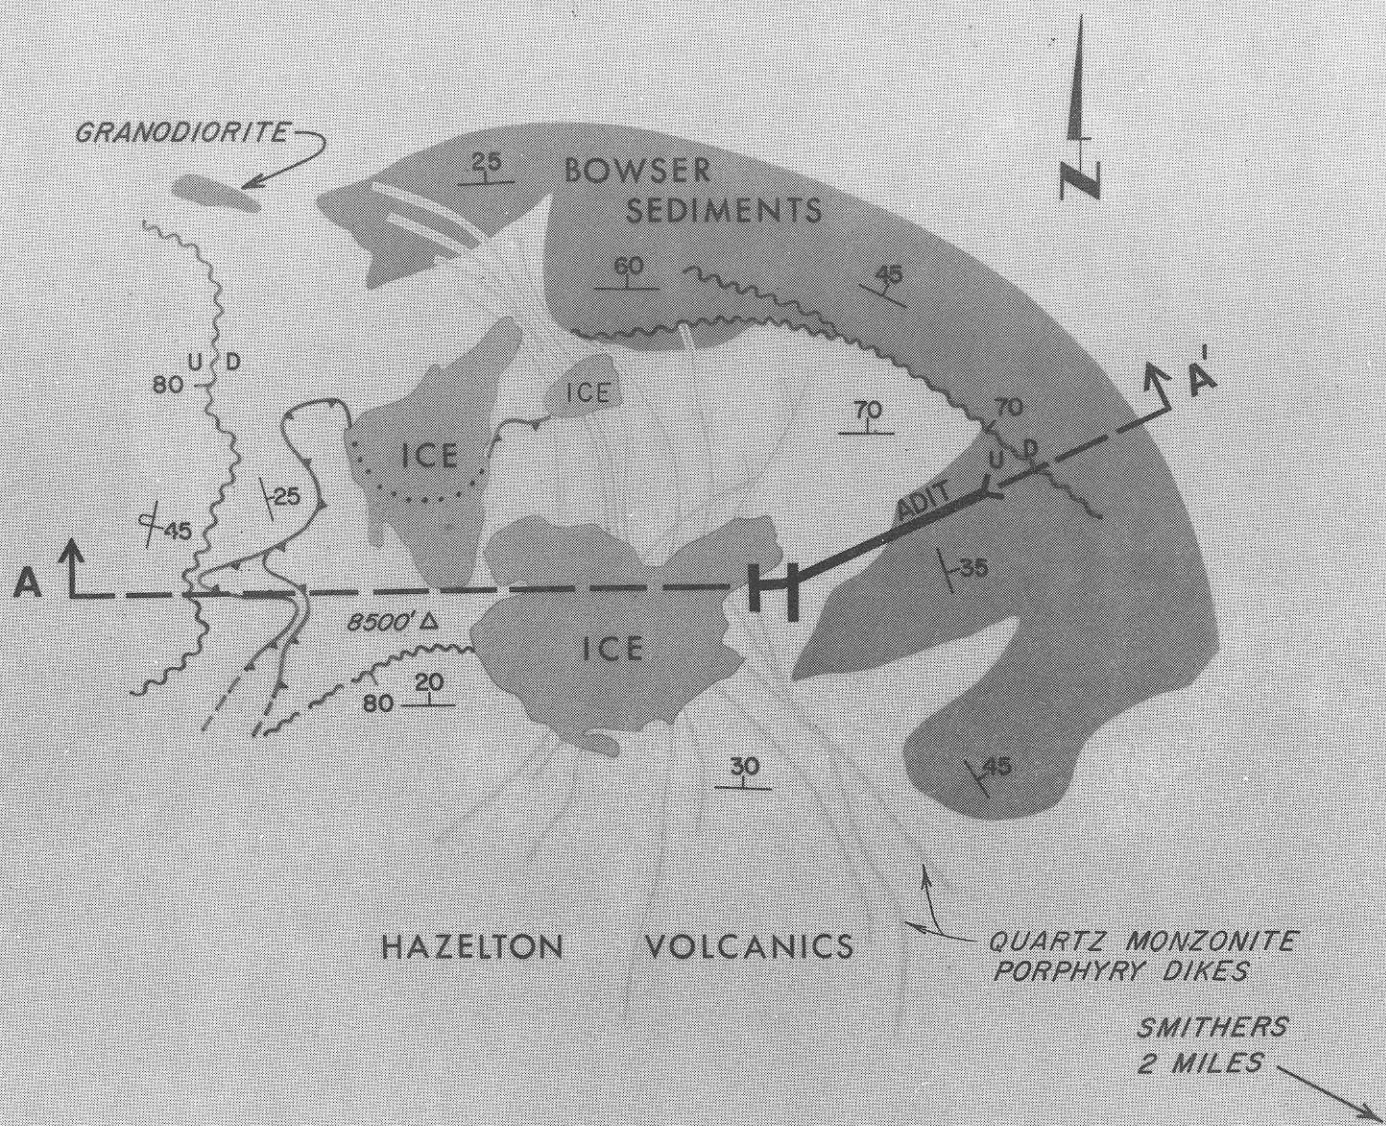 GRANODIORITE
25
BOWSER
SEDIMENTS
N
60
45
U D
80
A'
ICE
70
70
ICE
U D
25
ADIT
45
35
A
8500' Δ
ICE
20
80
30
45
HAZELTON VOLCANICS
QUARTZ MONZONITE
PORPHYRY DIKES
SMITHERS
2 MILES